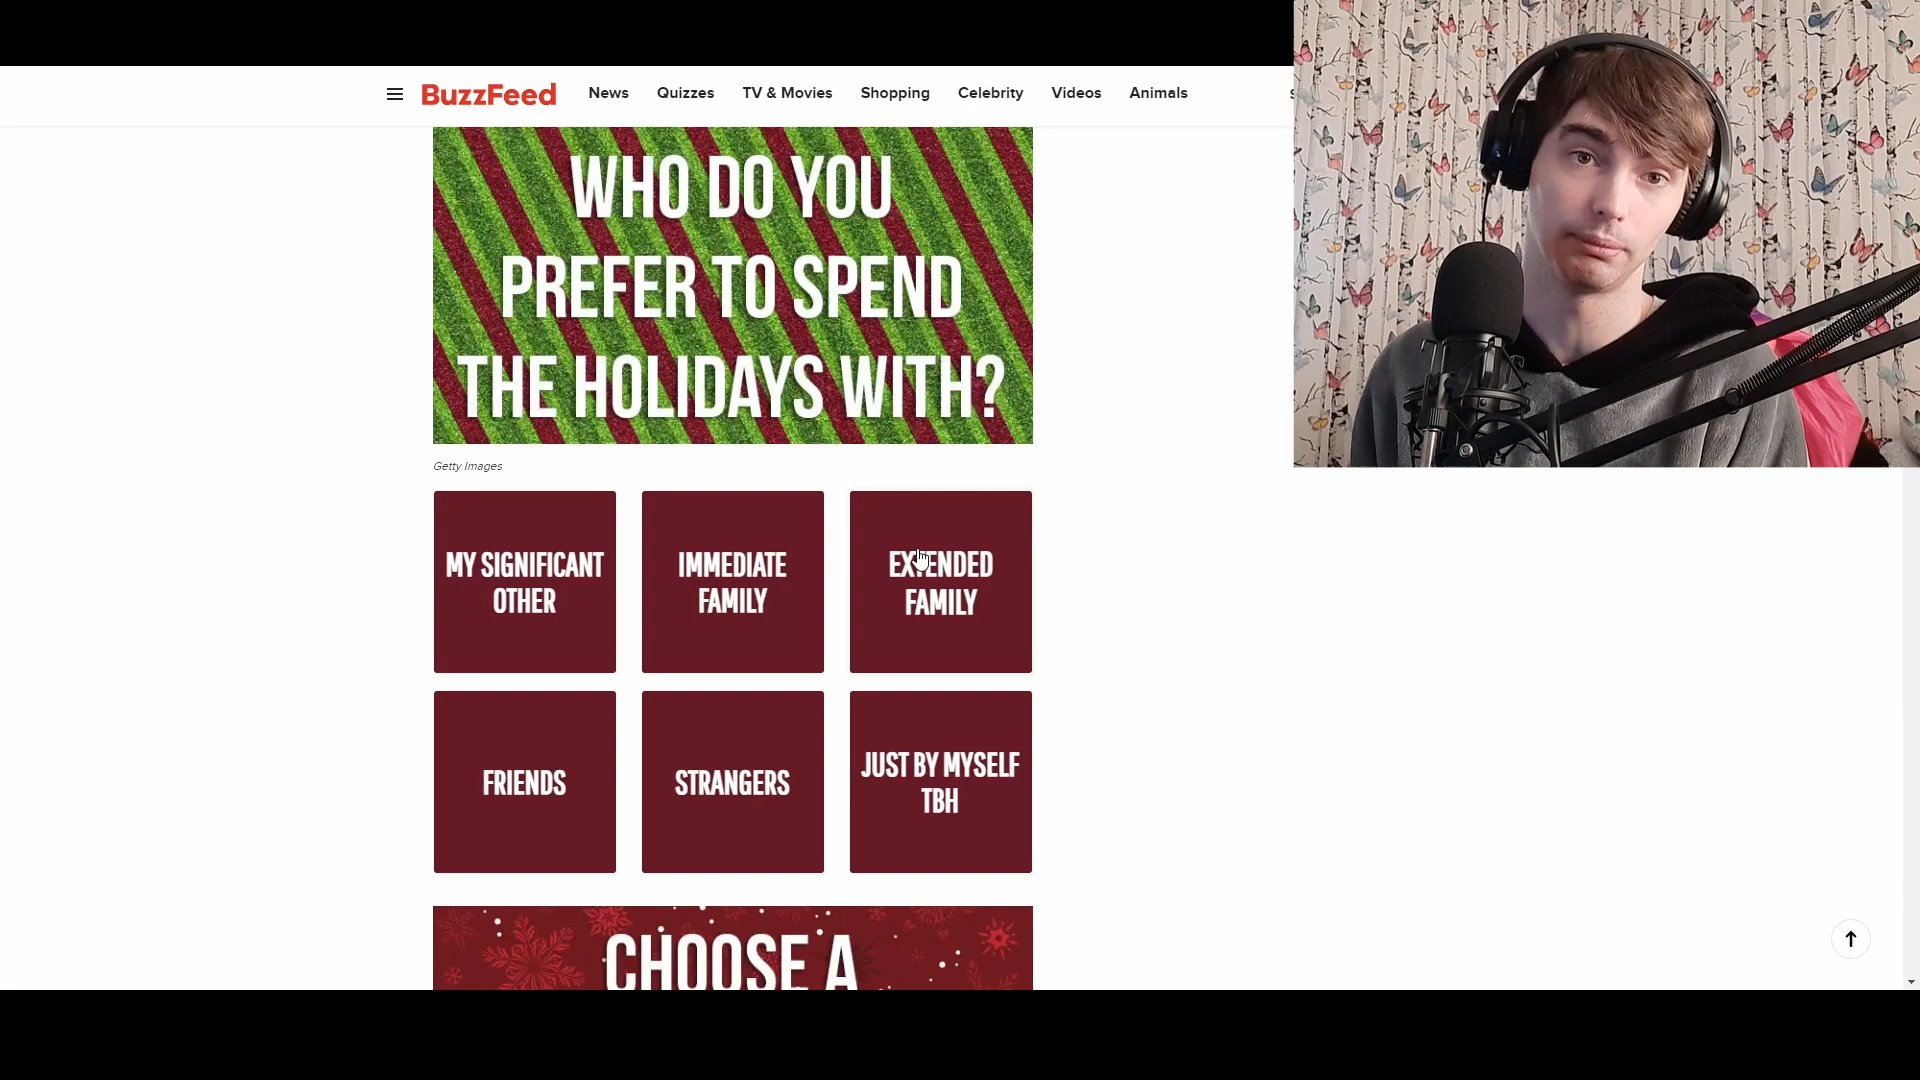 BuzzFeed News Quizzes TV & Movies Shopping Celebrity Videos Animals
WHO DO YOU
PREFER TO SPEND
THE HOLIDAYS WITH?
Getty Images
MY SIGNIFICANT
OTHER
IMMEDIATE
FAMILY
EXTENDED
FAMILY
FRIENDS
STRANGERS
JUST BY MYSELF
TBH
CHOOSE A